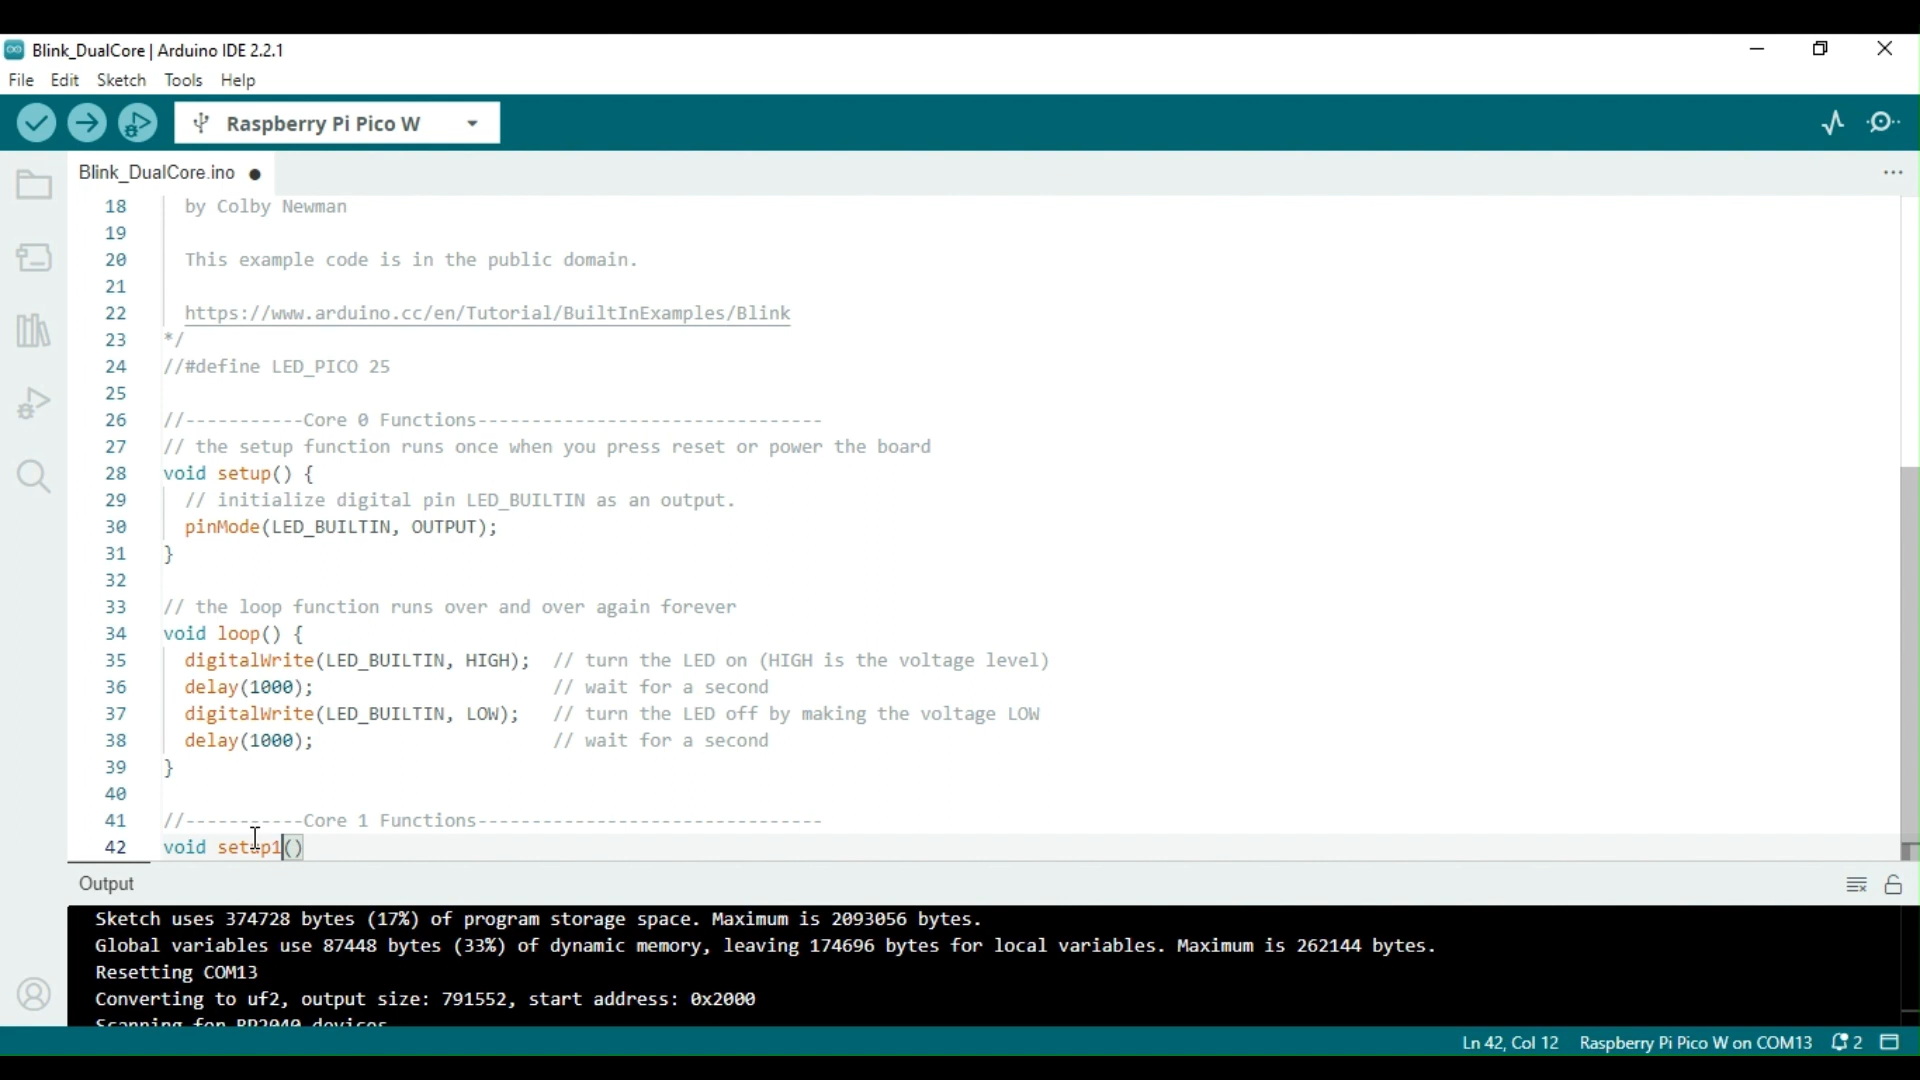 Blink_DualCore | Arduino IDE 2.2.1
File Edit Sketch Tools Help
Raspberry Pi Pico W
Blink_DualCore.ino
18 by Colby Newman
19
20 This example code is in the public domain.
21
22 https://www.arduino.cc/en/Tutorial/BuiltInExamples/Blink
23 */
24 //#define LED_PICO 25
25
26 //-----------Core 0 Functions--------------------------------
27 // the setup function runs once when you press reset or power the board
28 void setup() {
29 // initialize digital pin LED_BUILTIN as an output.
30 pinMode(LED_BUILTIN, OUTPUT);
31 }
32
33 // the loop function runs over and over again forever
34 void loop() {
35 digitalWrite(LED_BUILTIN, HIGH); // turn the LED on (HIGH is the voltage level)
36 delay(1000); // wait for a second
37 digitalWrite(LED_BUILTIN, LOW); // turn the LED off by making the voltage LOW
38 delay(1000); // wait for a second
39 }
40
41 //-----------Core 1 Functions--------------------------------
42 void setup1()
Output
Sketch uses 374728 bytes (17%) of program storage space. Maximum is 2093056 bytes.
Global variables use 87448 bytes (33%) of dynamic memory, leaving 174696 bytes for local variables. Maximum is 262144 bytes.
Resetting COM13
Converting to uf2, output size: 791552, start address: 0x2000
Scanning for RP2040 devices
Ln 42, Col 12 Raspberry Pi Pico W on COM13 2